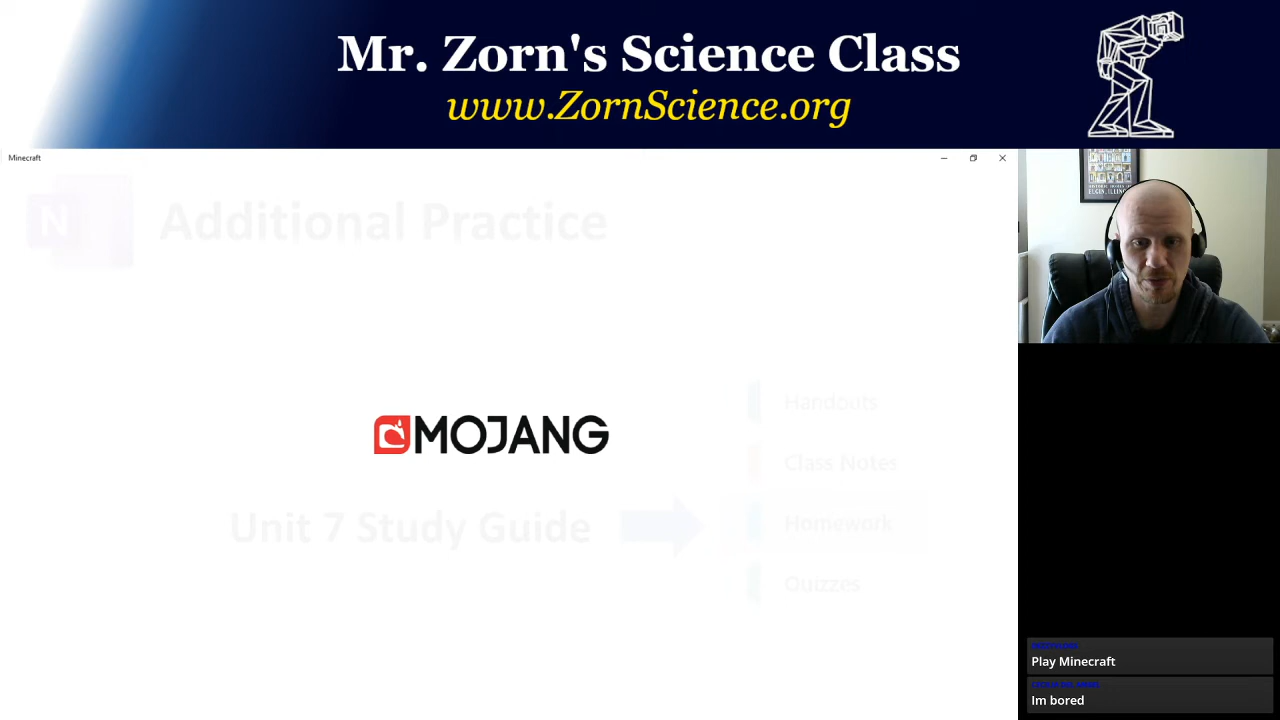 Mr. Zorn's Science Class
www.ZornScience.org
Minecraft
N Additional Practice
MOJANG
Handouts
Class Notes
Unit 7 Study Guide
Homework
Quizzes
Play Minecraft
Im bored